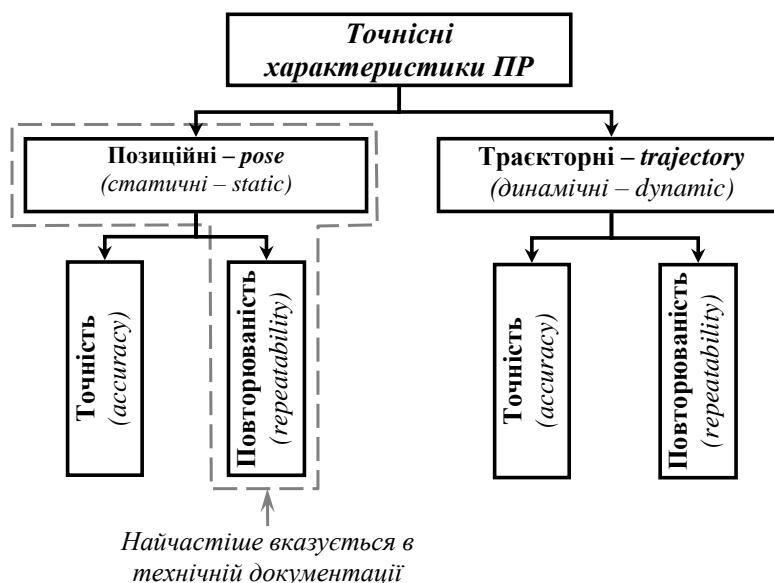 Точнісні
характеристики ПР
Позиційні – pose
(статичні – static)
Траєкторні – trajectory
(динамічні – dynamic)
Точність
(accuracy)
Повторюваність
(repeatability)
Точність
(accuracy)
Повторюваність
(repeatability)
Найчастіше вказується в
технічній документації